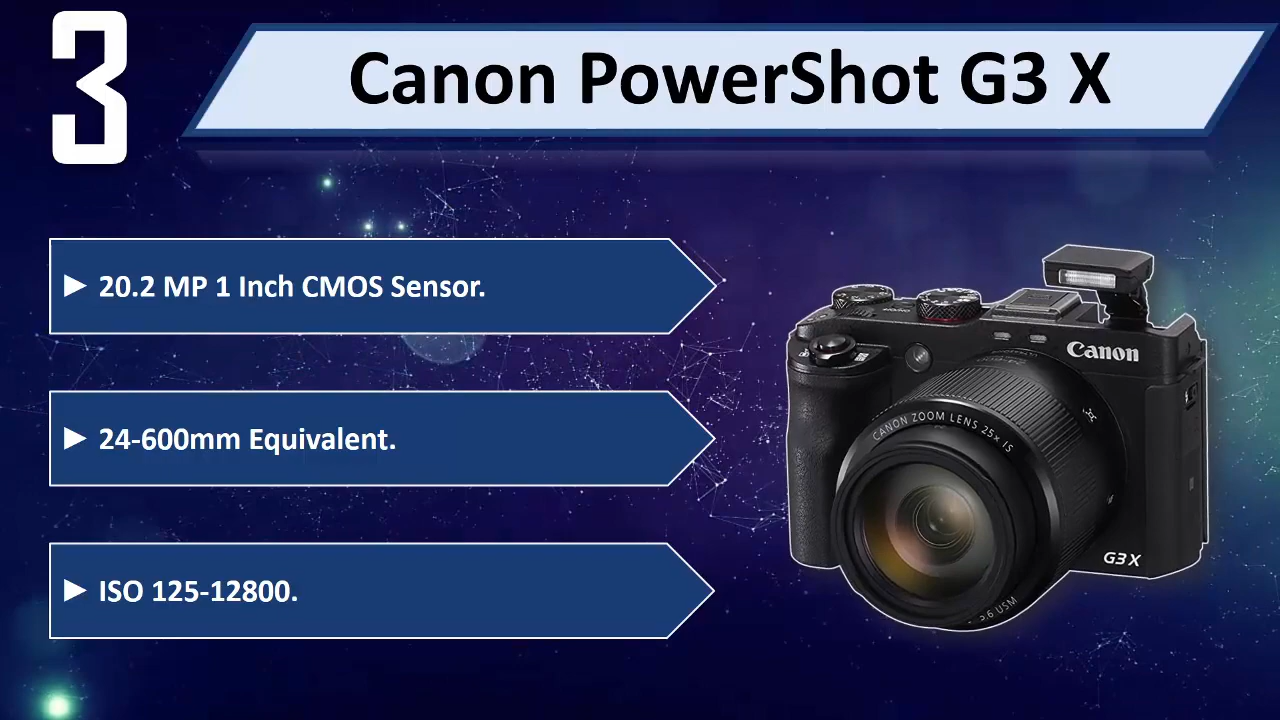 3
Canon PowerShot G3 X
► 20.2 MP 1 Inch CMOS Sensor.
► 24-600mm Equivalent.
► ISO 125-12800.
Canon
CANON ZOOM LENS 25x IS
G3 X
USM